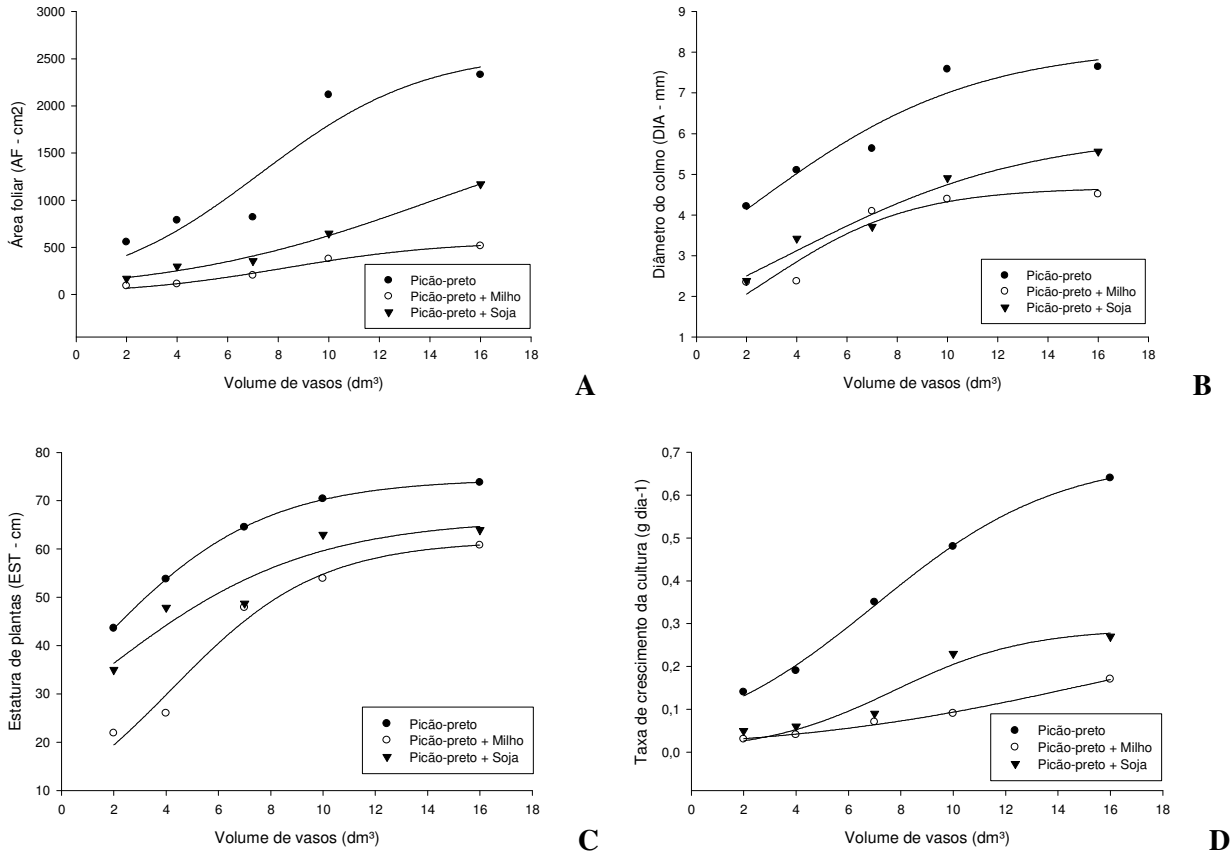 3000
2500
2000
1500
1000
500
0
Área foliar (AF - cm2)
0 2 4 6 8 10 12 14 16 18
Volume de vasos (dm³)
Picão-preto
Picão-preto + Milho
Picão-preto + Soja
A
9
8
7
6
5
4
3
2
1
Diâmetro do colmo (DIA - mm)
0 2 4 6 8 10 12 14 16 18
Volume de vasos (dm³)
Picão-preto
Picão-preto + Milho
Picão-preto + Soja
B
80
70
60
50
40
30
20
10
Estatura de plantas (EST - cm)
0 2 4 6 8 10 12 14 16 18
Volume de vasos (dm³)
Picão-preto
Picão-preto + Milho
Picão-preto + Soja
C
0,7
0,6
0,5
0,4
0,3
0,2
0,1
0,0
Taxa de crescimento da cultura (g dia-1)
0 2 4 6 8 10 12 14 16 18
Volume de vasos (dm³)
Picão-preto
Picão-preto + Milho
Picão-preto + Soja
D